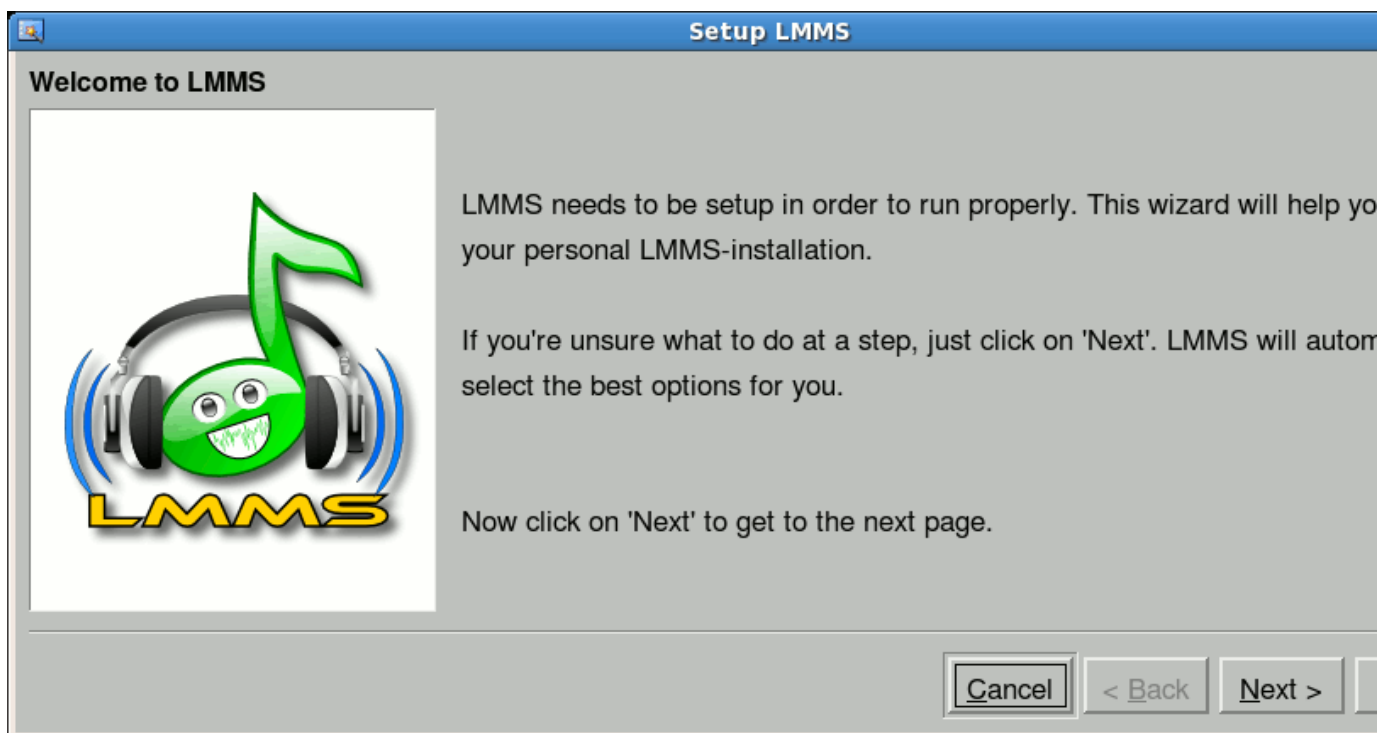 Setup LMMS
Welcome to LMMS
LMMS needs to be setup in order to run properly. This wizard will help
your personal LMMS-installation.
If you're unsure what to do at a step, just click on 'Next'. LMMS will
select the best options for you.
Now click on 'Next' to get to the next page.
LMMS
Cancel
< Back
Next >